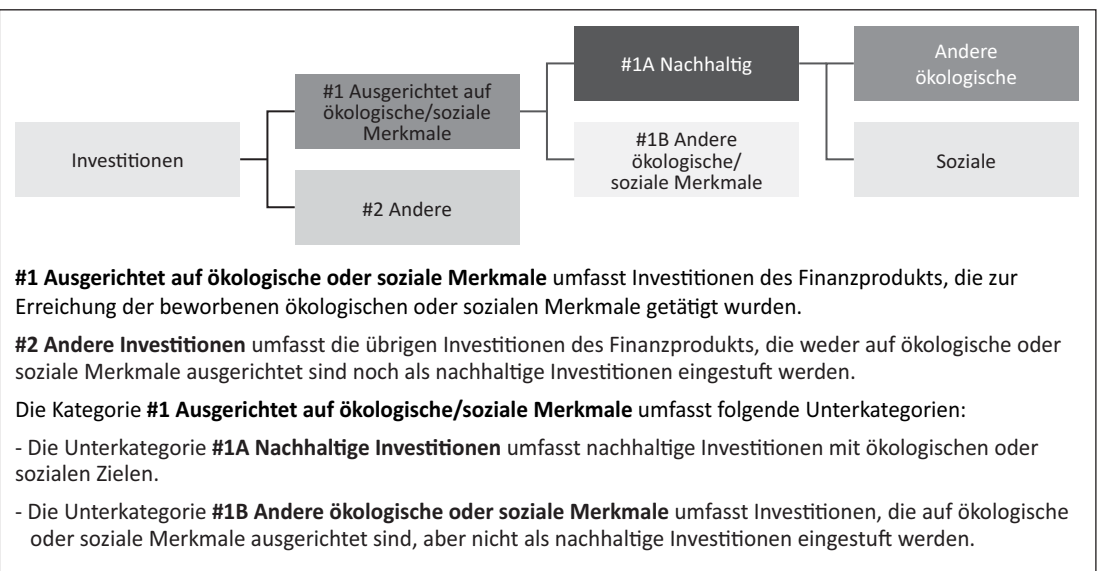 Investitionen
#1 Ausgerichtet auf
ökologische/soziale
Merkmale
#2 Andere
#1A Nachhaltig
#1B Andere
ökologische/
soziale Merkmale
Andere
ökologische
Soziale
#1 Ausgerichtet auf ökologische oder soziale Merkmale umfasst Investitionen des Finanzprodukts, die zur
Erreichung der beworbenen ökologischen oder sozialen Merkmale getätigt wurden.
#2 Andere Investitionen umfasst die übrigen Investitionen des Finanzprodukts, die weder auf ökologische oder
soziale Merkmale ausgerichtet sind noch als nachhaltige Investitionen eingestuft werden.
Die Kategorie #1 Ausgerichtet auf ökologische/soziale Merkmale umfasst folgende Unterkategorien:
- Die Unterkategorie #1A Nachhaltige Investitionen umfasst nachhaltige Investitionen mit ökologischen oder
sozialen Zielen.
- Die Unterkategorie #1B Andere ökologische oder soziale Merkmale umfasst Investitionen, die auf ökologische
oder soziale Merkmale ausgerichtet sind, aber nicht als nachhaltige Investitionen eingestuft werden.